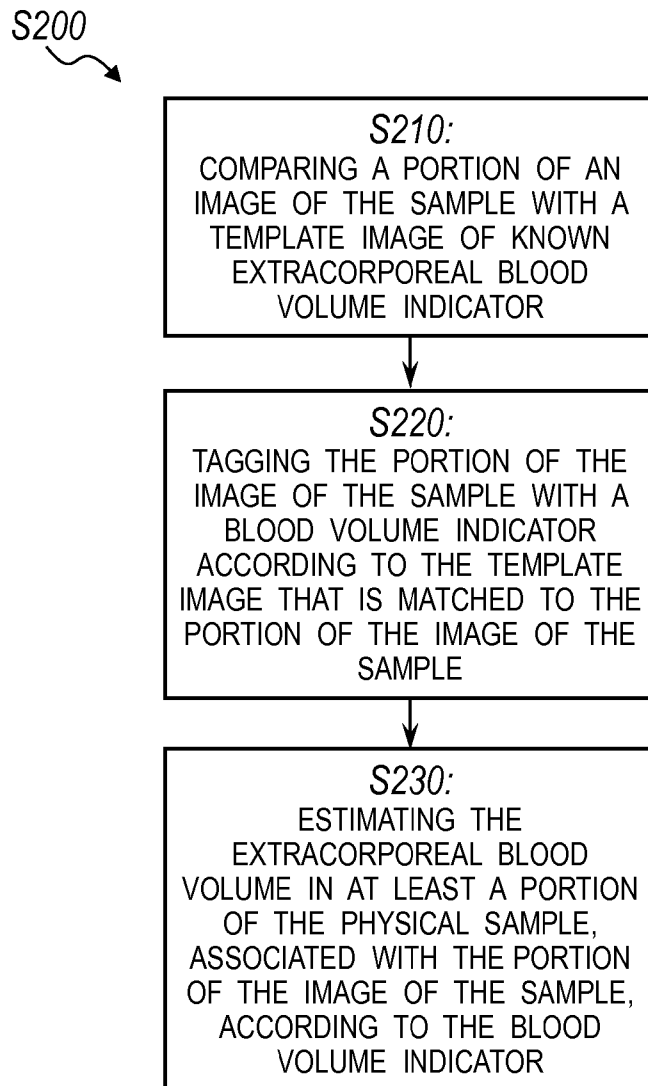 S200
S210:
COMPARING A PORTION OF AN
IMAGE OF THE SAMPLE WITH A
TEMPLATE IMAGE OF KNOWN
EXTRACORPOREAL BLOOD
VOLUME INDICATOR
S220:
TAGGING THE PORTION OF THE
IMAGE OF THE SAMPLE WITH A
BLOOD VOLUME INDICATOR
ACCORDING TO THE TEMPLATE
IMAGE THAT IS MATCHED TO THE
PORTION OF THE IMAGE OF THE
SAMPLE
S230:
ESTIMATING THE
EXTRACORPOREAL BLOOD
VOLUME IN AT LEAST A PORTION
OF THE PHYSICAL SAMPLE,
ASSOCIATED WITH THE PORTION
OF THE IMAGE OF THE SAMPLE,
ACCORDING TO THE BLOOD
VOLUME INDICATOR